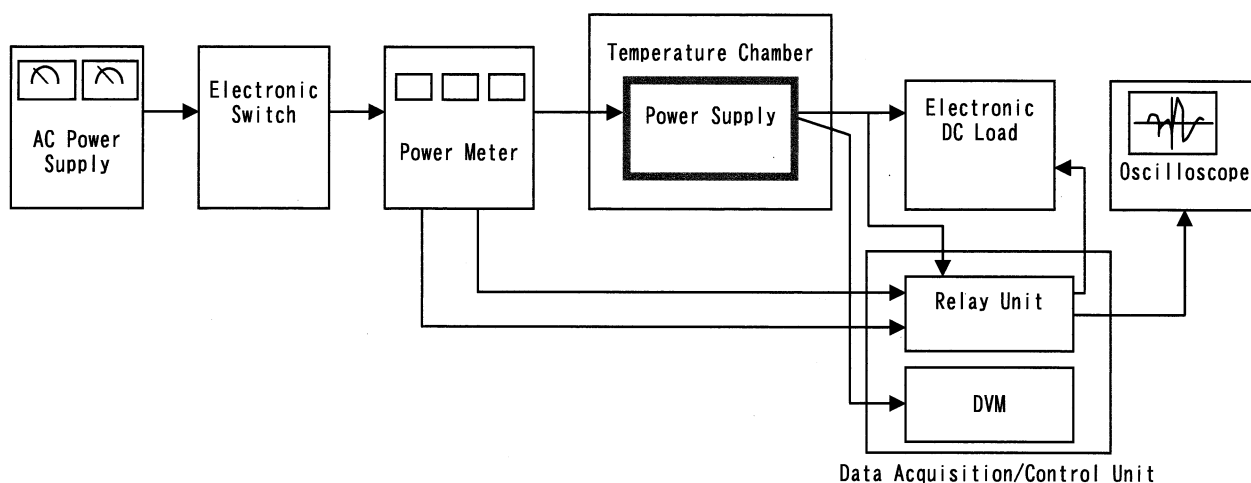 AC Power
Supply
Electronic
Switch
Power Meter
Temperature Chamber
Power Supply
Electronic
DC Load
Oscilloscope
Relay Unit
DVM
Data Acquisition/Control Unit